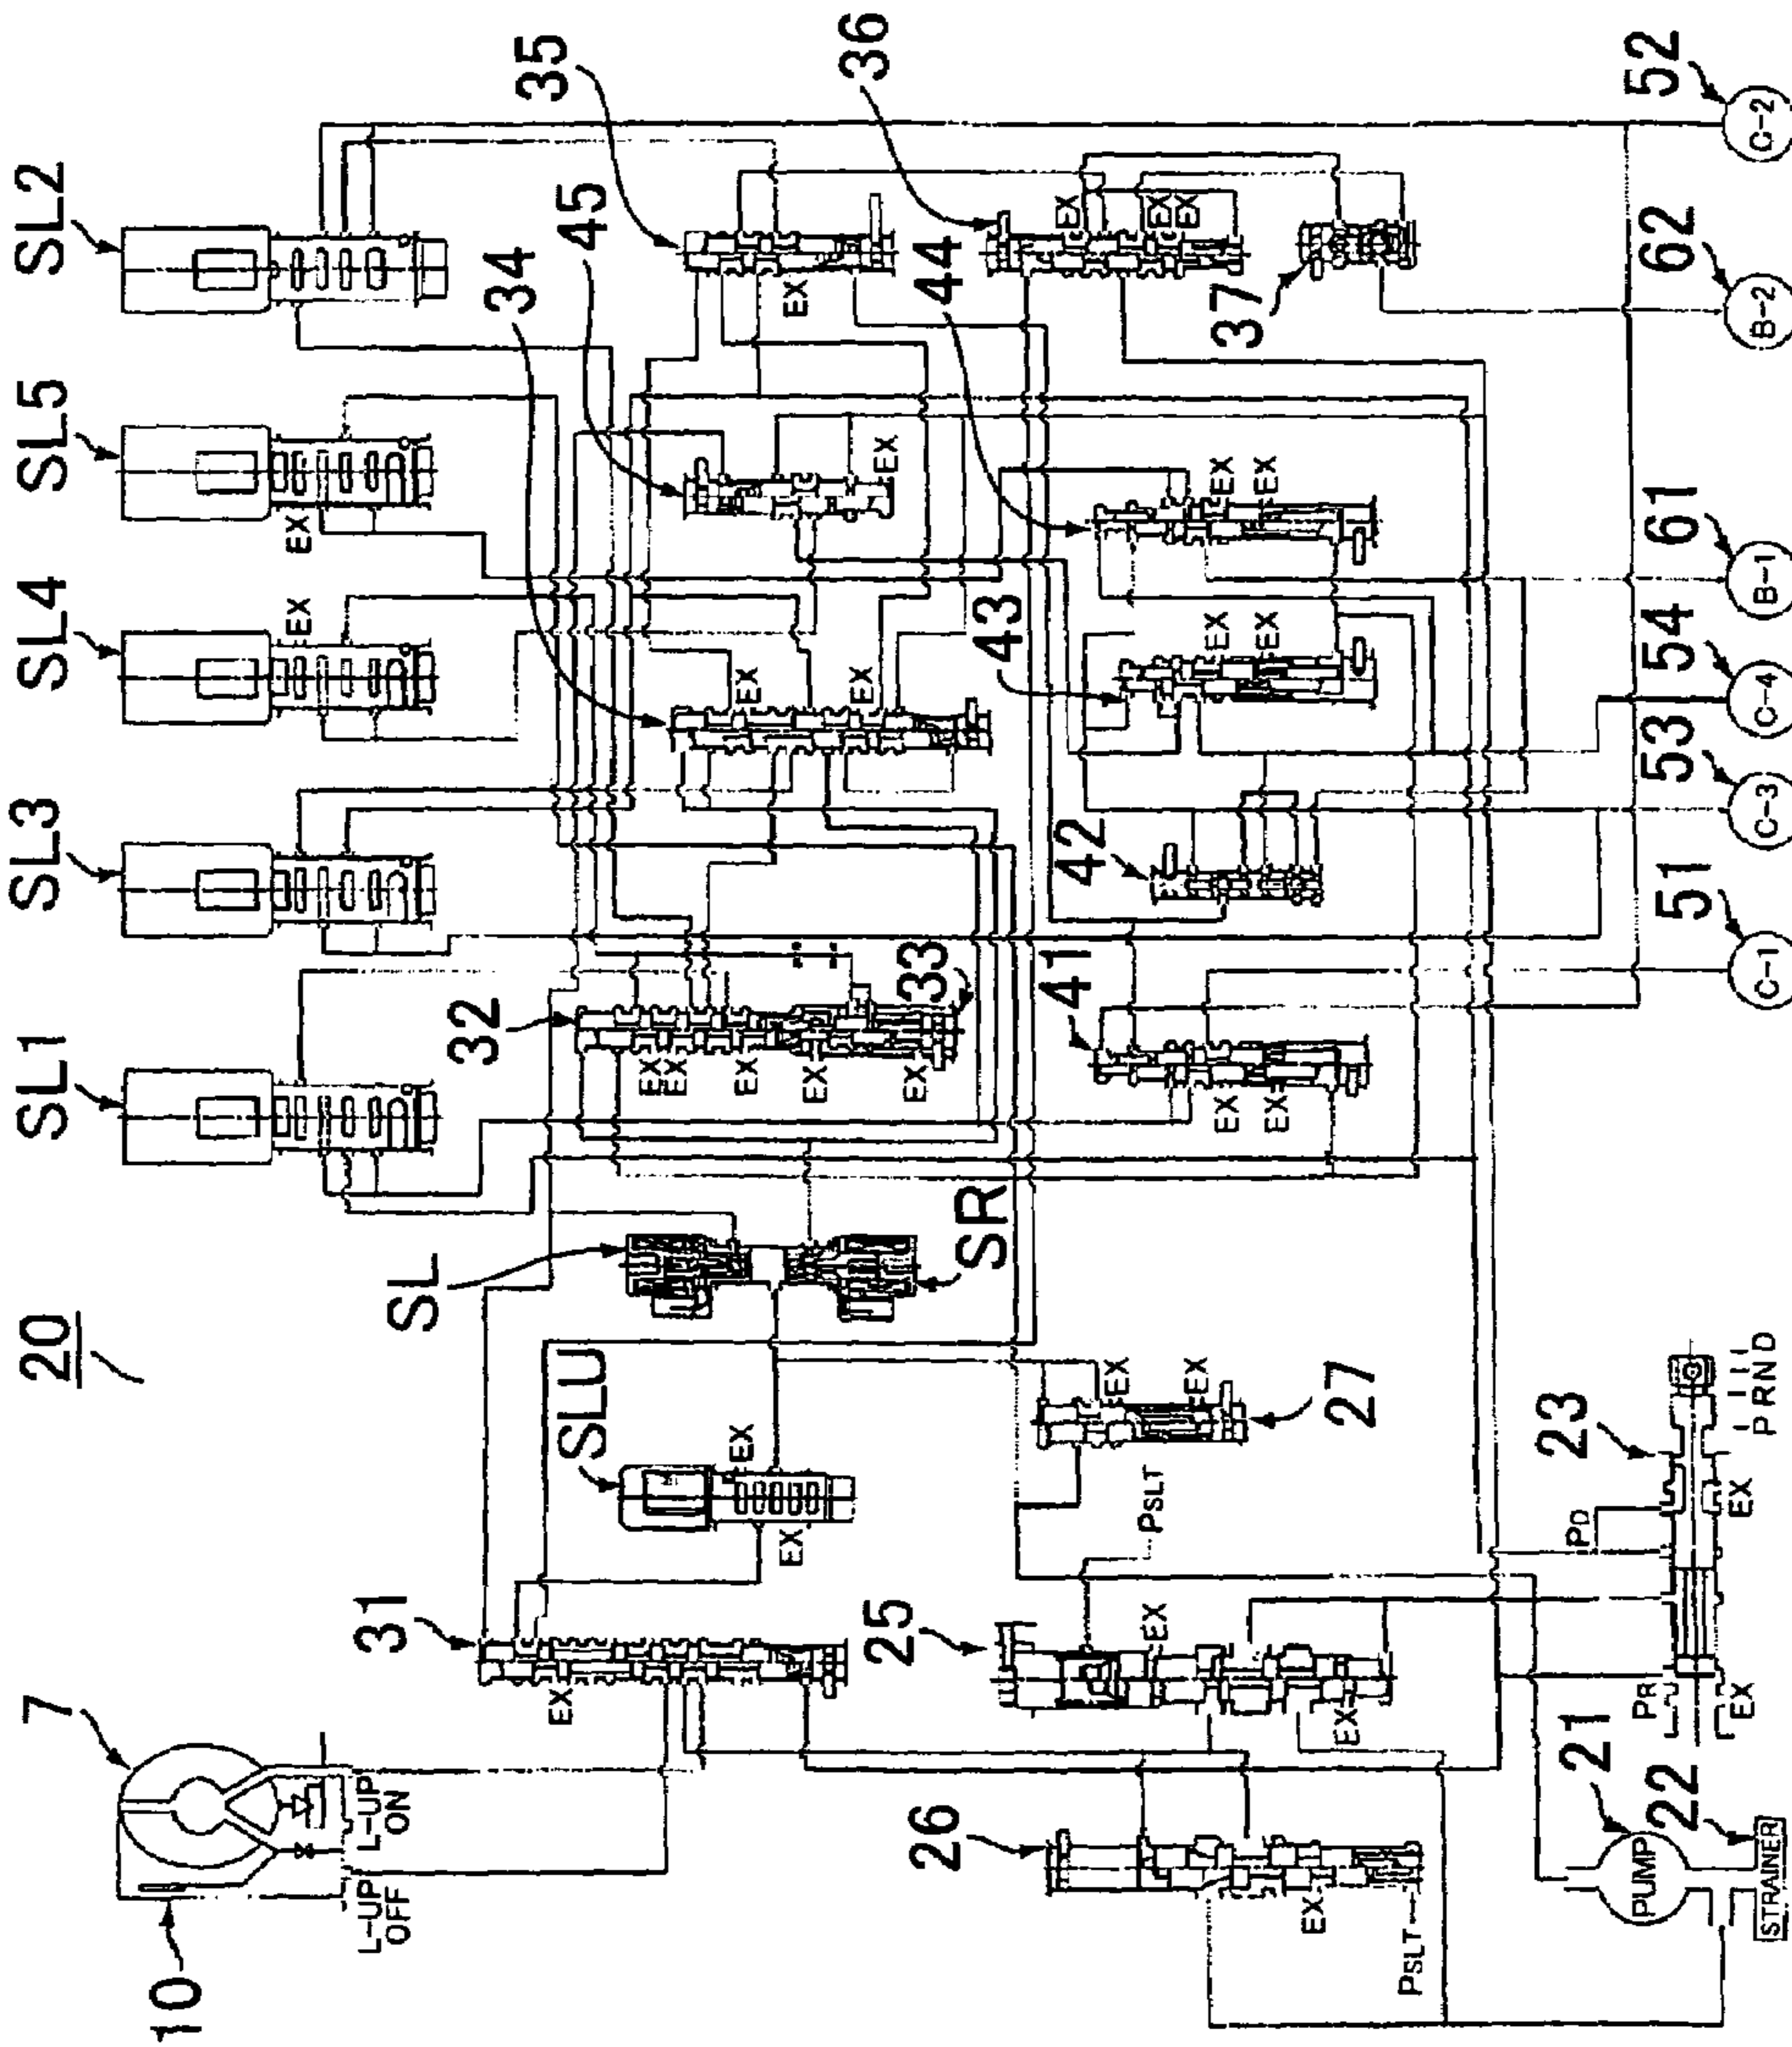 SL1
SL3
SL4
SL5
SL2
EX
EX
20
7
10
L-UP
OFF
L-UP
ON
31
EX
SLU
EX
EX
SL
SR
32
EX
EX
EX
EX
EX
33
34
EX
EX
45
EX
35
EX
26
EX
PSLT
25
EX
EX
PSLT
27
EX
EX
41
EX
EX
42
43
EX
EX
44
EX
EX
36
EX
EX
EX
37
21
PUMP
22
STRAINER
23
PR
EX
PD
EX
P R N D
51
C-1
53
C-3
54
C-4
61
B-1
62
B-2
52
C-2